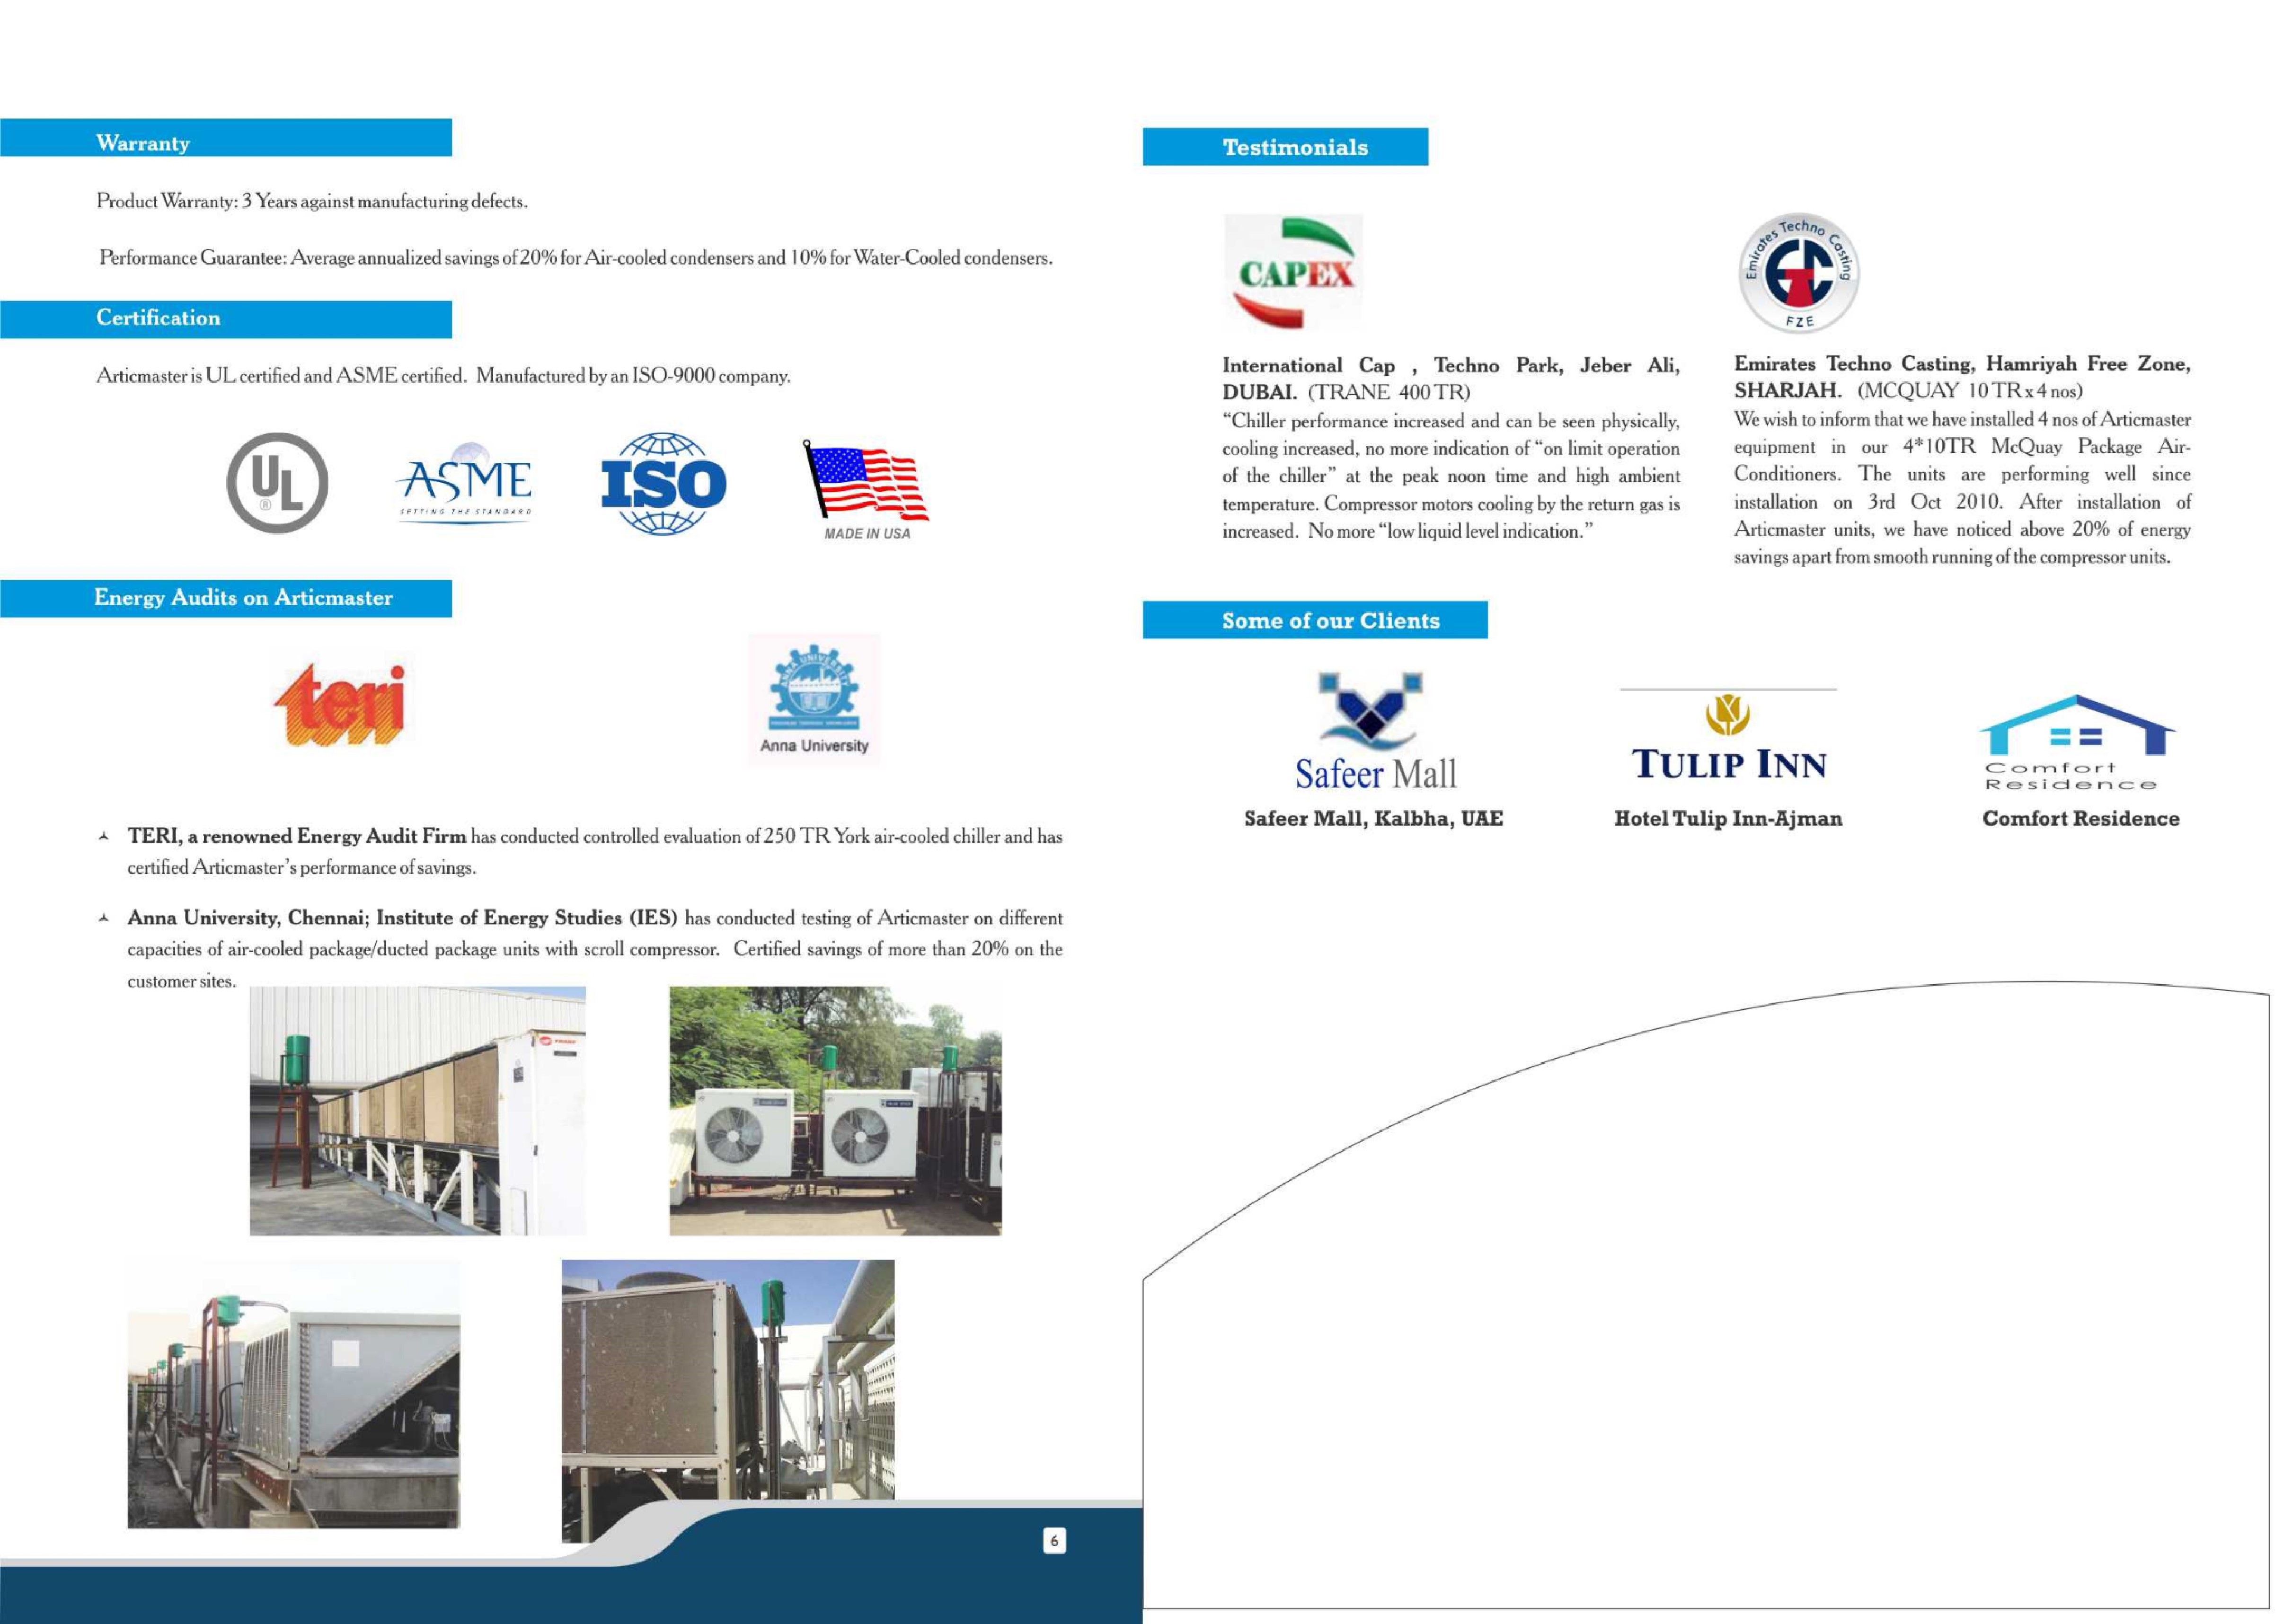 Warranty
Product Warranty: 3 Years against manufacturing defects.
Performance Guarantee: Average annualized savings of 20% for Air-cooled condensers and 10% for Water-Cooled condensers.
Certification
Articmaster is UL certified and ASME certified. Manufactured by an ISO-9000 company.
UL
®
ASME
SETTING THE STANDARD
ISO
MADE IN USA
Energy Audits on Articmaster
teri
ANNA UNIVERSITY
Anna University
TERI, a renowned Energy Audit Firm has conducted controlled evaluation of 250 TR York air-cooled chiller and has
certified Articmaster's performance of savings.
Anna University, Chennai; Institute of Energy Studies (IES) has conducted testing of Articmaster on different
capacities of air-cooled package/ducted package units with scroll compressor. Certified savings of more than 20% on the
customer sites.
6
Testimonials
CAPEX
International Cap , Techno Park, Jeber Ali,
DUBAI. (TRANE 400 TR)
“Chiller performance increased and can be seen physically,
cooling increased, no more indication of “on limit operation
of the chiller” at the peak noon time and high ambient
temperature. Compressor motors cooling by the return gas is
increased. No more “low liquid level indication.”
Emirates Techno Casting
ETC
FZE
Emirates Techno Casting, Hamriyah Free Zone,
SHARJAH. (MCQUAY 10 TR x 4 nos)
We wish to inform that we have installed 4 nos of Articmaster
equipment in our 4*10TR McQuay Package Air-
Conditioners. The units are performing well since
installation on 3rd Oct 2010. After installation of
Articmaster units, we have noticed above 20% of energy
savings apart from smooth running of the compressor units.
Some of our Clients
Safeer Mall
Safeer Mall, Kalbha, UAE
TULIP INN
Hotel Tulip Inn-Ajman
Comfort
Residence
Comfort Residence